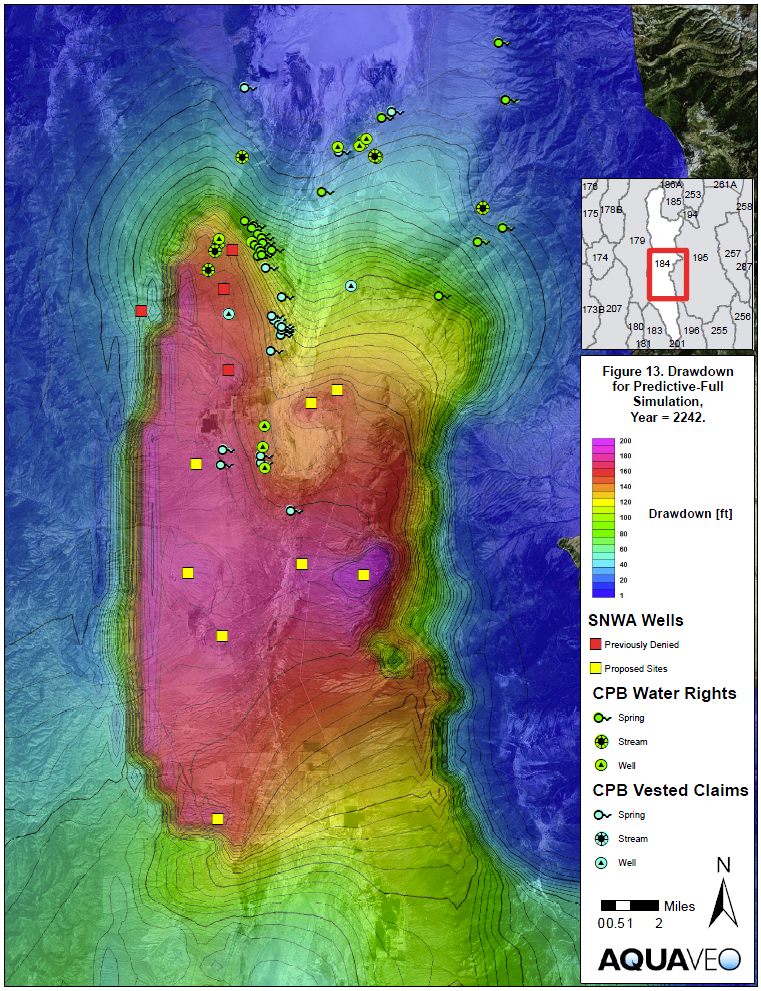 176
186A
261A
185
253
175
178B
194
258
179
174
184
195
257
287
173B
207
256
180
183
196
255
181
201
Figure 13. Drawdown
for Predictive-Full
Simulation,
Year = 2242.
200
180
160
140
120
100
80
60
40
20
1
Drawdown [ft]
SNWA Wells
Previously Denied
Proposed Sites
CPB Water Rights
Spring
Stream
Well
CPB Vested Claims
Spring
Stream
Well
N
Miles
0 0.5 1 2
AQUAVEO